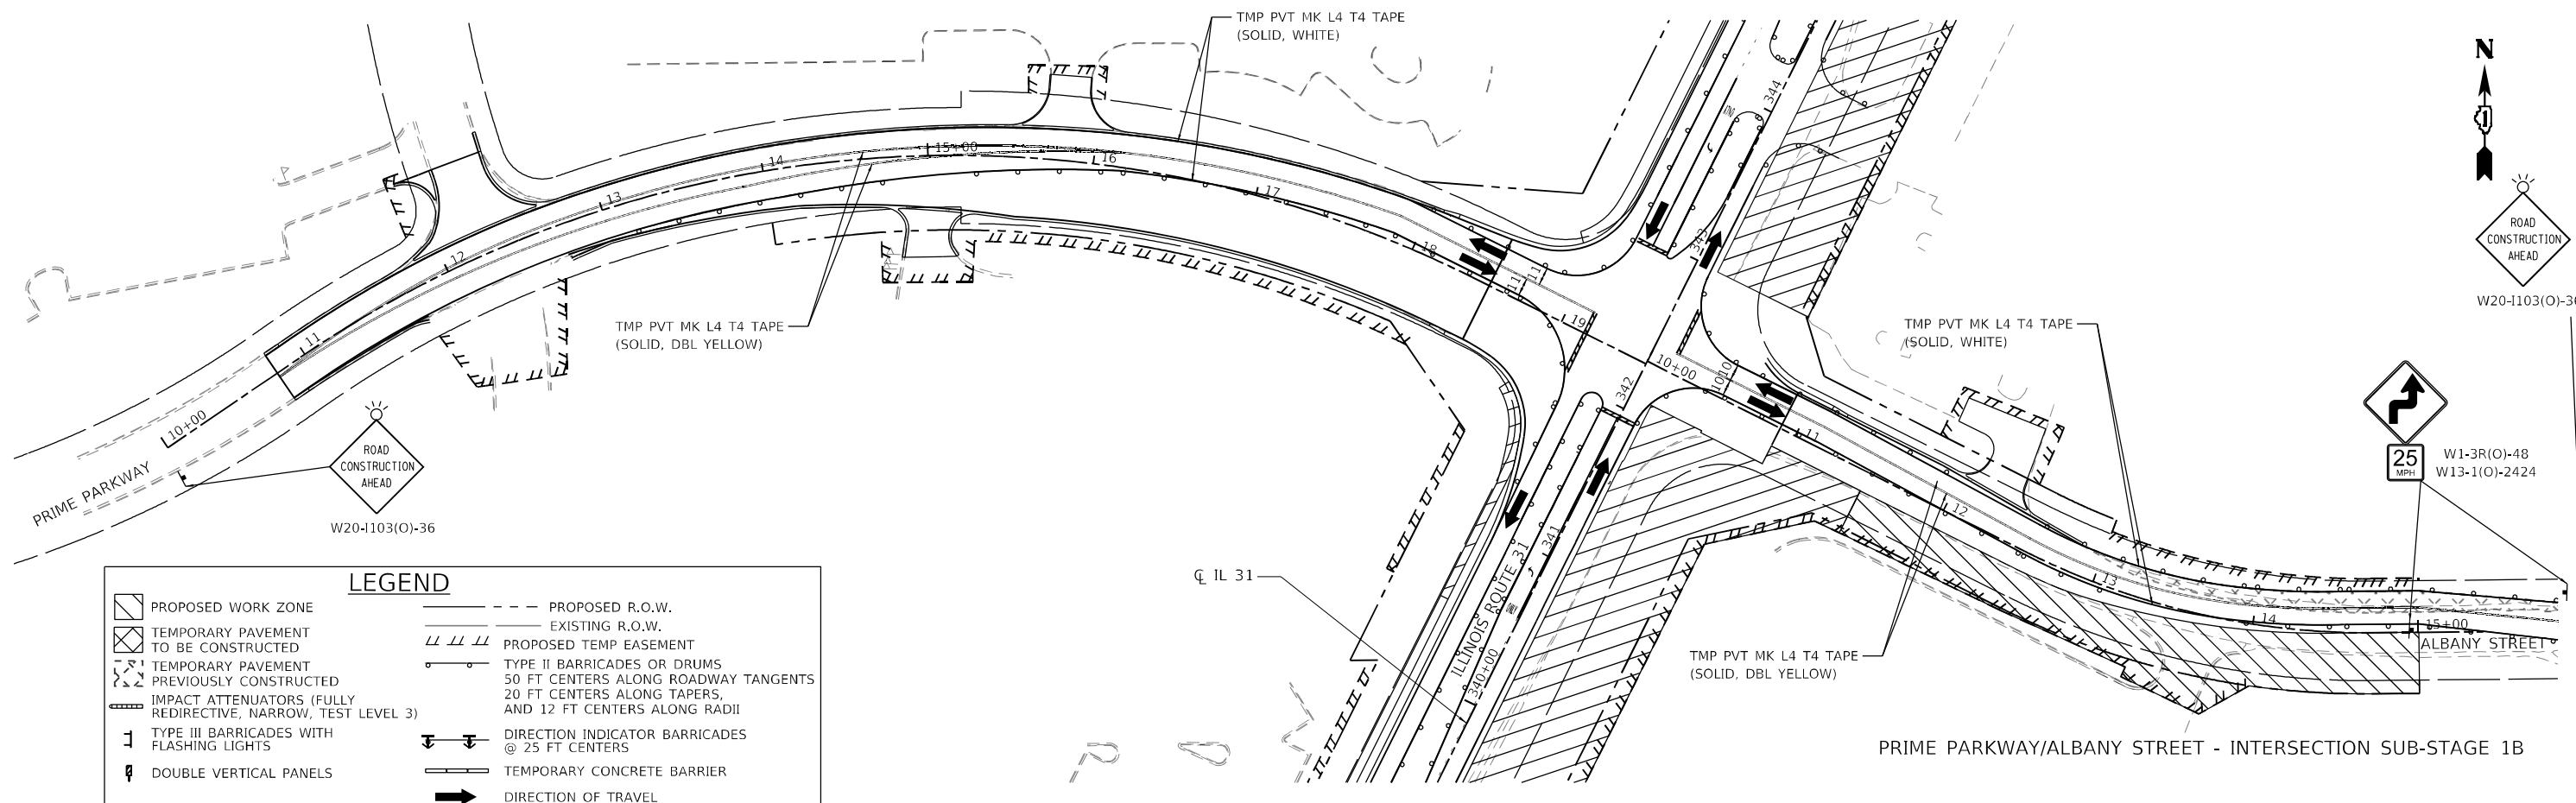 TMP PVT MK L4 T4 TAPE
(SOLID, WHITE)
N
1
ROAD
CONSTRUCTION
AHEAD
W20-I103(O)-36
344
343
15+00
14
16
13
17
12
18
11
11
11
19
10+00
TMP PVT MK L4 T4 TAPE
(SOLID, DBL YELLOW)
TMP PVT MK L4 T4 TAPE
(SOLID, WHITE)
10+00
10
10
342
11
12
13
14
15+00
ALBANY STREET
25
MPH
W1-3R(O)-48
W13-1(O)-2424
PRIME PARKWAY
ROAD
CONSTRUCTION
AHEAD
W20-I103(O)-36
℄ IL 31
ILLINOIS ROUTE 31
341
340+00
TMP PVT MK L4 T4 TAPE
(SOLID, DBL YELLOW)
PRIME PARKWAY/ALBANY STREET - INTERSECTION SUB-STAGE 1B
LEGEND
PROPOSED WORK ZONE
TEMPORARY PAVEMENT
TO BE CONSTRUCTED
TEMPORARY PAVEMENT
PREVIOUSLY CONSTRUCTED
IMPACT ATTENUATORS (FULLY
REDIRECTIVE, NARROW, TEST LEVEL 3)
TYPE III BARRICADES WITH
FLASHING LIGHTS
DOUBLE VERTICAL PANELS
PROPOSED R.O.W.
EXISTING R.O.W.
PROPOSED TEMP EASEMENT
TYPE II BARRICADES OR DRUMS
50 FT CENTERS ALONG ROADWAY TANGENTS
20 FT CENTERS ALONG TAPERS,
AND 12 FT CENTERS ALONG RADII
DIRECTION INDICATOR BARRICADES
@ 25 FT CENTERS
TEMPORARY CONCRETE BARRIER
DIRECTION OF TRAVEL